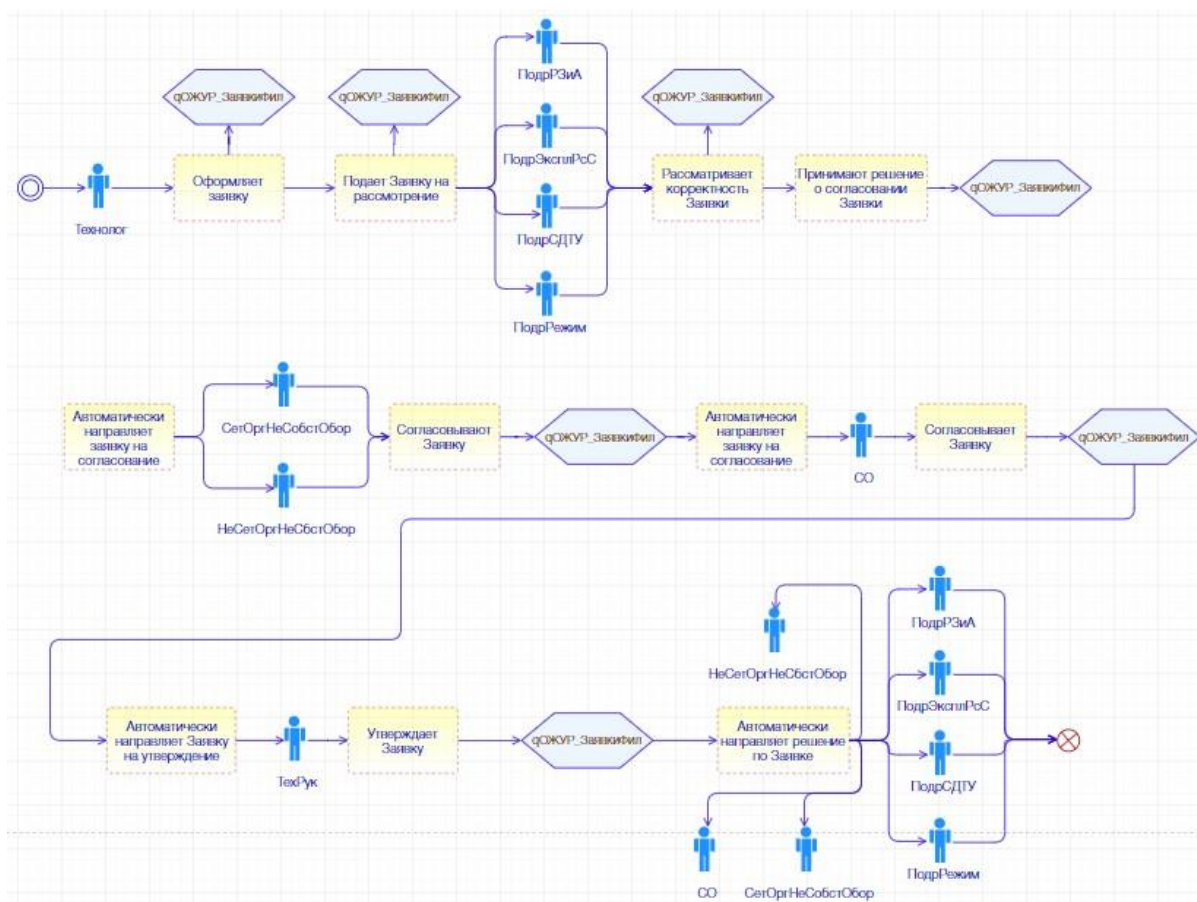 ПодрРЗиА
qОЖУР_ЗаявкиФил
qОЖУР_ЗаявкиФил
qОЖУР_ЗаявкиФил
ПодрЭксплРсС
Технолог
Оформляет
заявку
Подает Заявку на
рассмотрение
Рассматривает
корректность
Заявки
Принимают решение
о согласовании
Заявки
qОЖУР_ЗаявкиФил
ПодрСДТУ
ПодрРежим
Автоматически
направляет
заявку на
согласование
СетОргНеСобстОбор
НеСетОргНеСбстОбор
Согласовывают
Заявку
qОЖУР_ЗаявкиФил
Автоматически
направляет
заявку на
согласование
СО
Согласовывает
Заявку
qОЖУР_ЗаявкиФил
Автоматически
направляет Заявку
на утверждение
ТехРук
Утверждает
Заявку
qОЖУР_ЗаявкиФил
Автоматически
направляет решение
по Заявке
НеСетОргНеСбстОбор
ПодрРЗиА
ПодрЭксплРсС
ПодрСДТУ
ПодрРежим
СО
СетОргНеСобстОбор